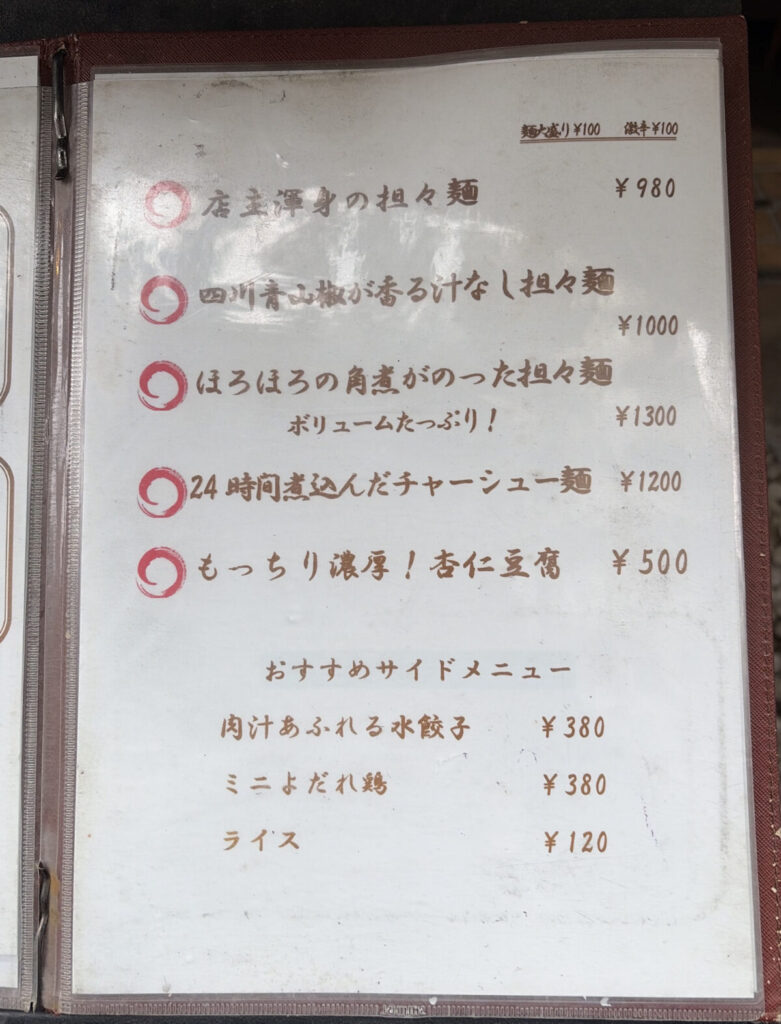 麺大盛り¥100 激辛¥100
店主渾身の担々麺 ¥980
四川青山椒が香る汁なし担々麺
¥1000
ほろほろの角煮がのった担々麺
ボリュームたっぷり! ¥1300
24時間煮込んだチャーシュー麺 ¥1200
もっちり濃厚!杏仁豆腐 ¥500
おすすめサイドメニュー
肉汁あふれる水餃子 ¥380
ミニよだれ鶏 ¥380
ライス ¥120